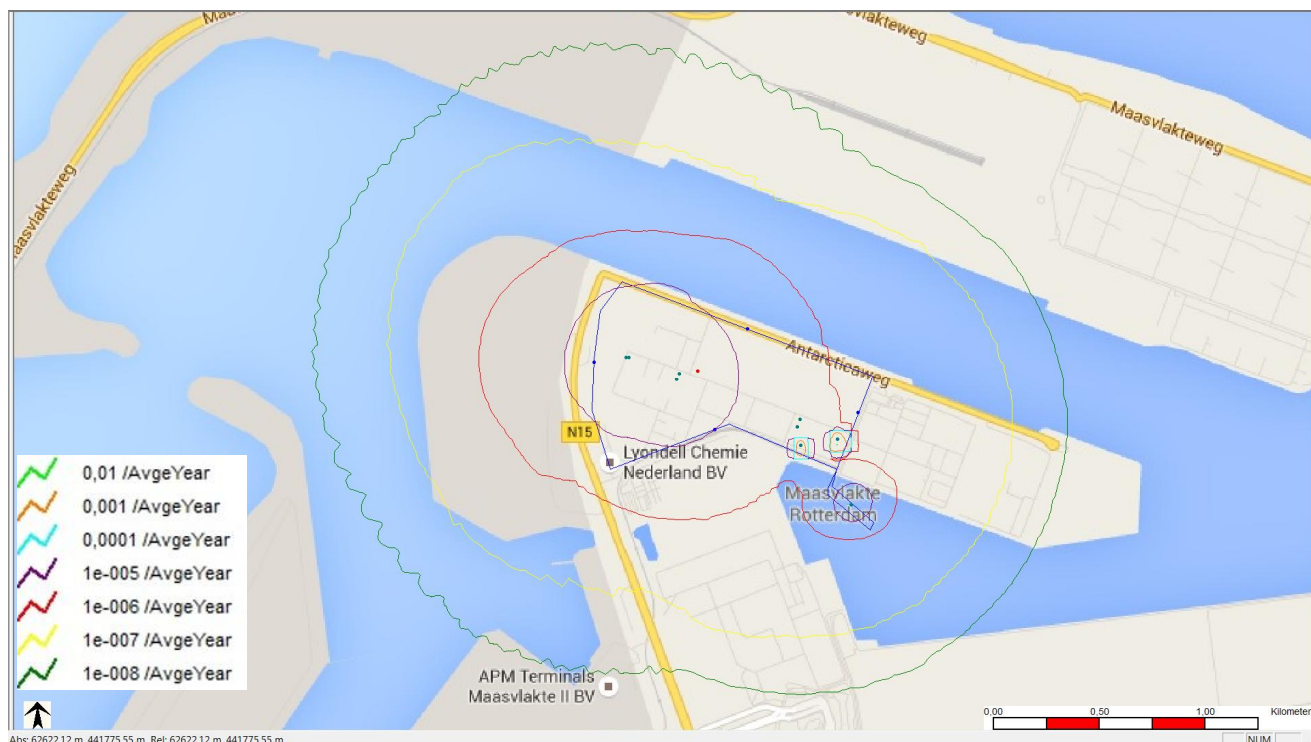 Maa
Maasvlakteweg
Maasvlakteweg
Maasvlakteweg
aasvlakteweg
Antarcticaweg
N15
Lyondell Chemie
Nederland BV
Maasvlakte
Rotterdam
APM Terminals
Maasvlakte II BV
0,01 /AvgeYear
0,001 /AvgeYear
0,0001 /AvgeYear
1e-005 /AvgeYear
1e-006 /AvgeYear
1e-007 /AvgeYear
1e-008 /AvgeYear
0,00 0,50 1,00 Kilometer
Abs: 62622,12 m, 441775,55 m Rel: 62622,12 m, 441775,55 m
NUM